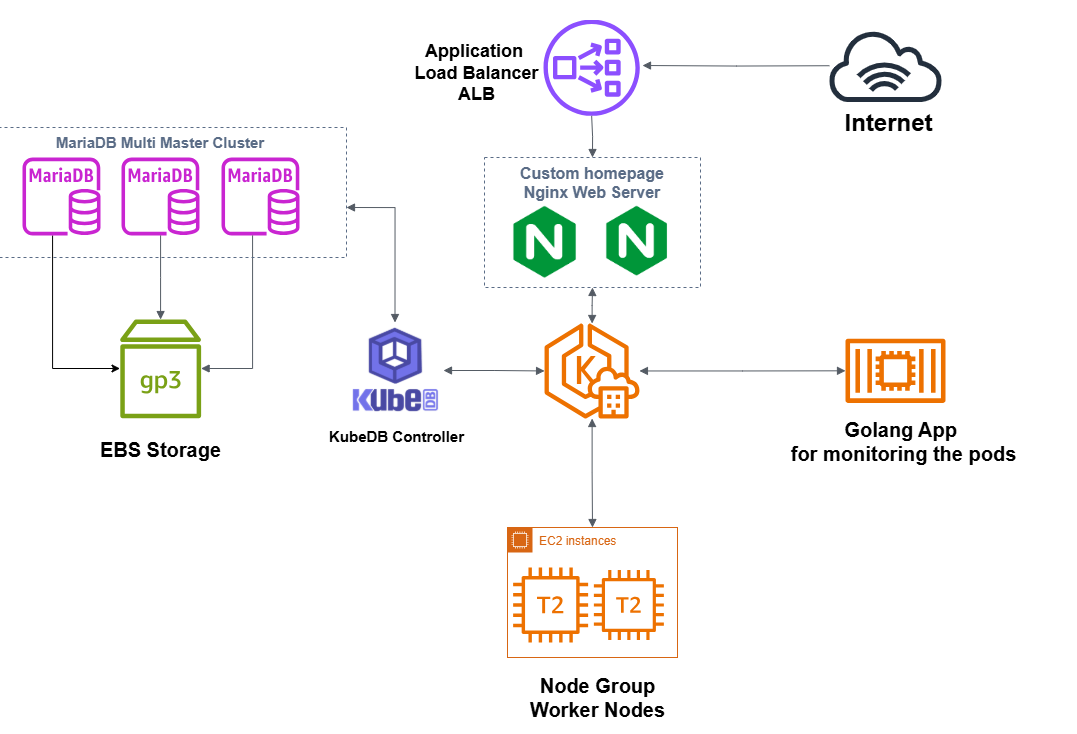 Application
Load Balancer
ALB
Internet
MariaDB Multi Master Cluster
MariaDB
MariaDB
MariaDB
Custom homepage
Nginx Web Server
N
N
gp3
EBS Storage
KubeDB
KubeDB Controller
K
Golang App
for monitoring the pods
EC2 instances
T2
T2
Node Group
Worker Nodes